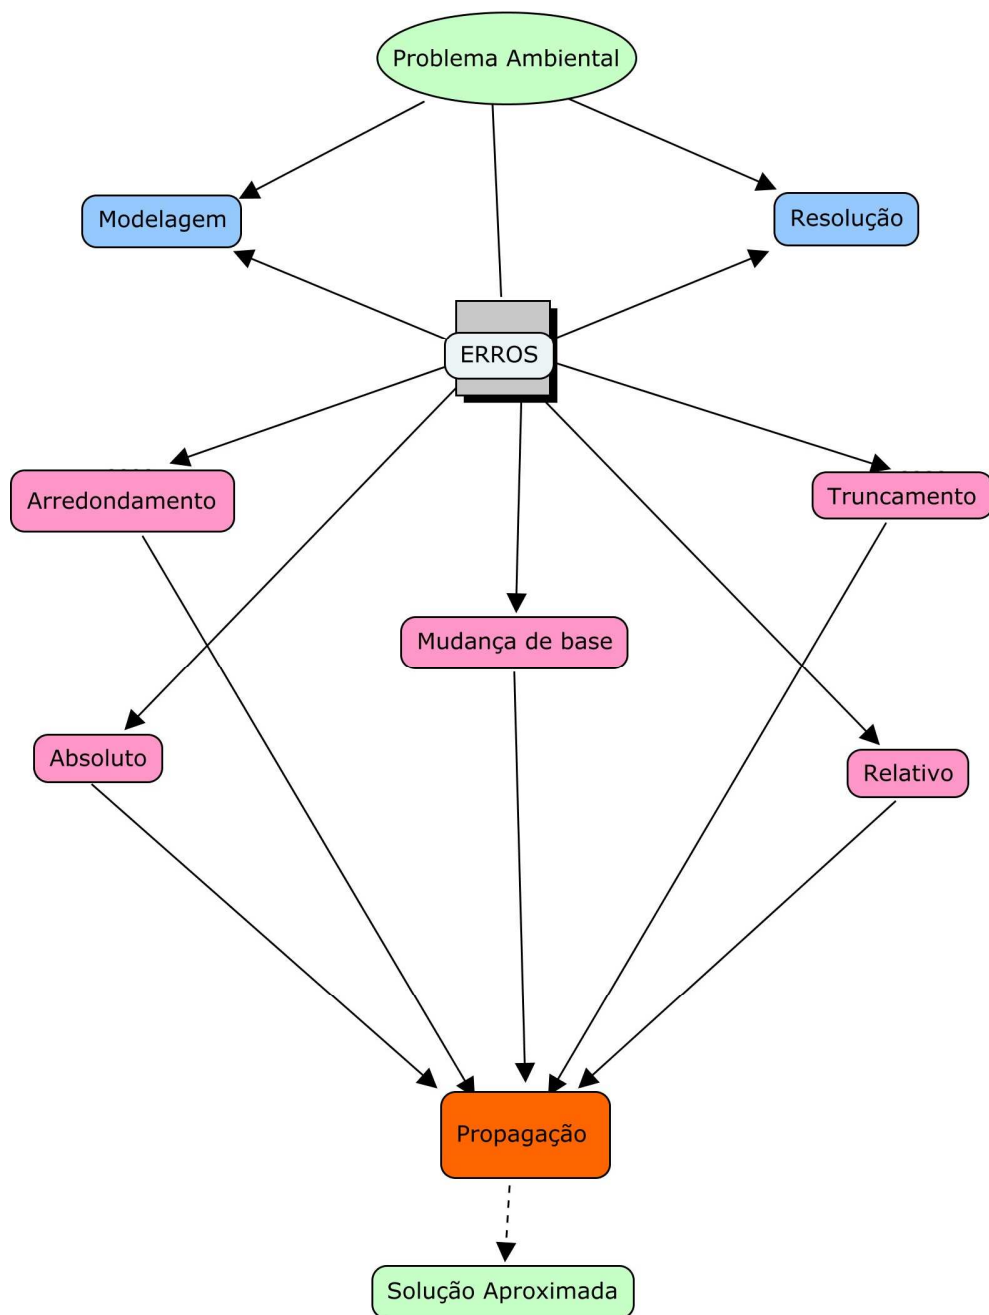 Problema Ambiental
Modelagem
Resolução
ERROS
Arredondamento
Truncamento
Mudança de base
Absoluto
Relativo
Propagação
Solução Aproximada